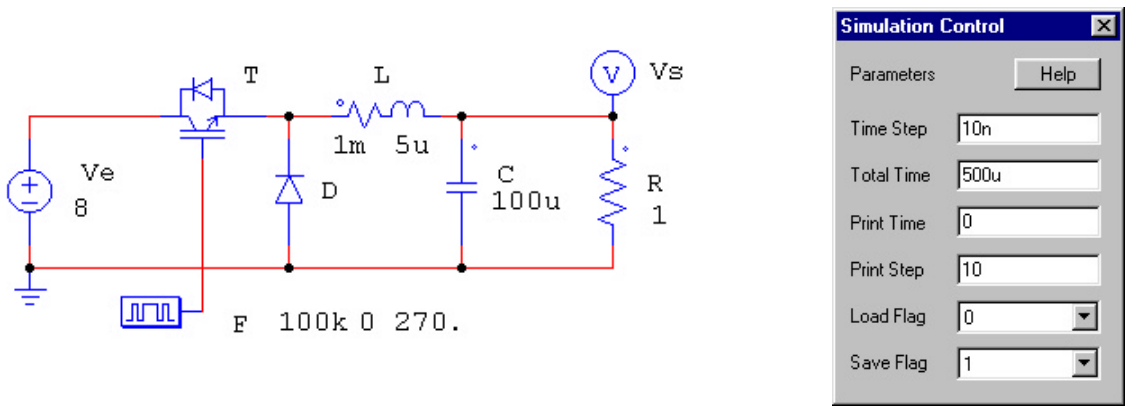 T
L
V
Vs
1m 5u
Ve
8
D
C
100u
R
1
F 100k 0 270.
Simulation Control
Parameters
Help
Time Step 10n
Total Time 500u
Print Time 0
Print Step 10
Load Flag 0
Save Flag 1